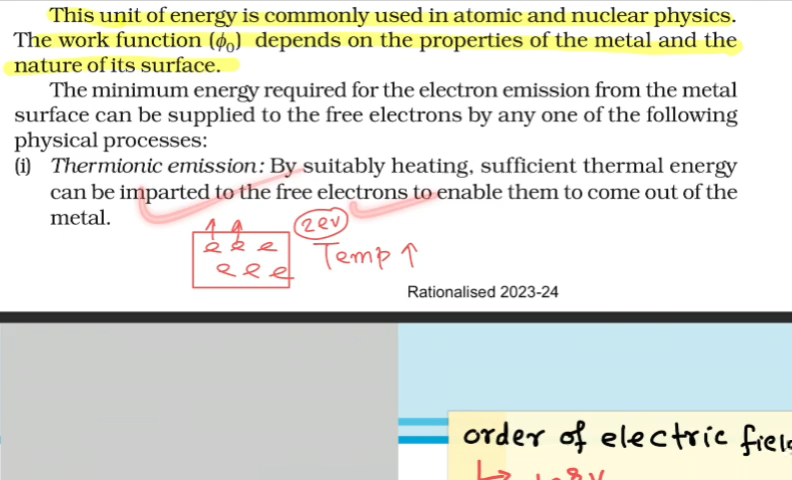 This unit of energy is commonly used in atomic and nuclear physics.
The work function (ϕ₀) depends on the properties of the metal and the
nature of its surface.
The minimum energy required for the electron emission from the metal
surface can be supplied to the free electrons by any one of the following
physical processes:
(i) Thermionic emission: By suitably heating, sufficient thermal energy
can be imparted to the free electrons to enable them to come out of the
metal.
↑ ↑ 2eV
e e e Temp ↑
e e e
Rationalised 2023-24
order of electric field